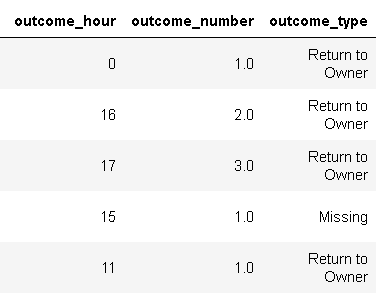 outcome_hour outcome_number outcome_type
0 1.0 Return to
Owner
16 2.0 Return to
Owner
17 3.0 Return to
Owner
15 1.0 Missing
11 1.0 Return to
Owner